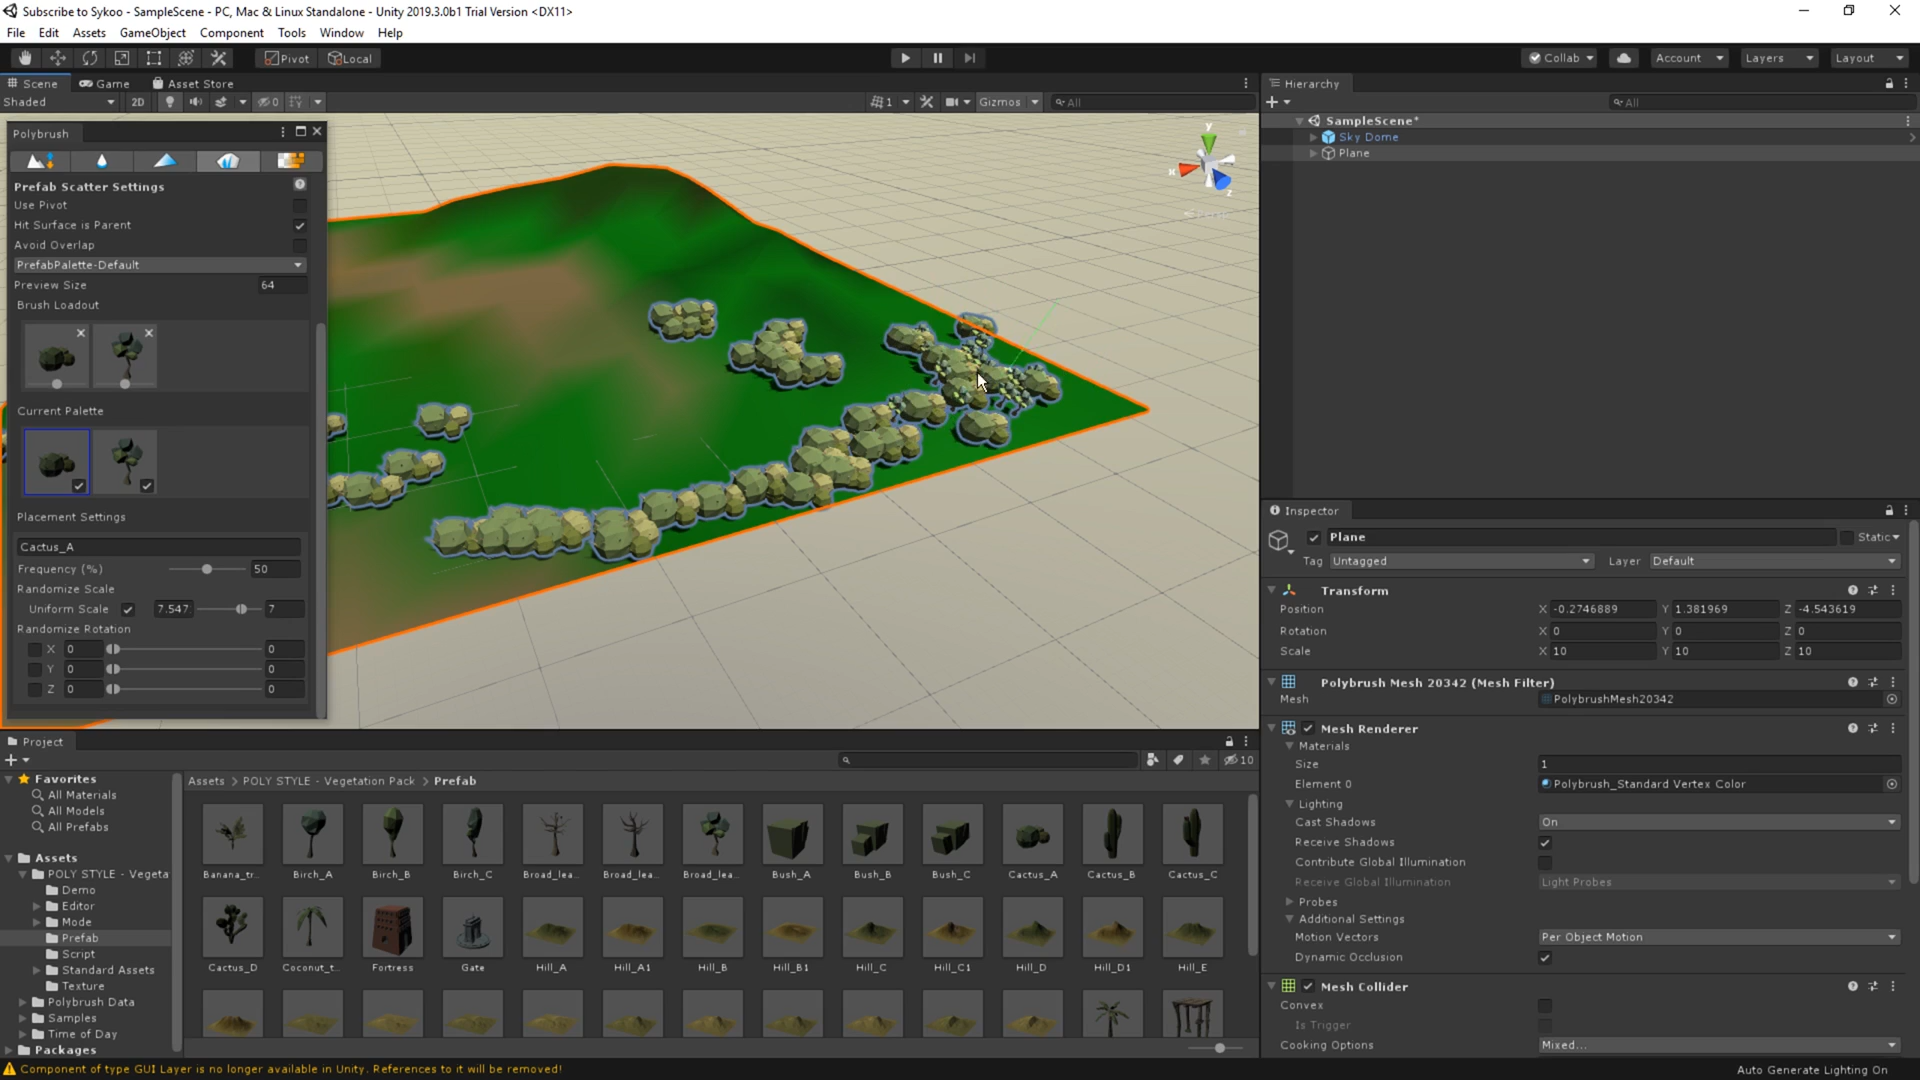 Subscribe to Sykoo - SampleScene - PC, Mac & Linux Standalone - Unity 2019.3.0b1 Trial Version <DX11>
File Edit Assets GameObject Component Tools Window Help
Pivot Local
Collab Account Layers Layout
Scene Game Asset Store
Shaded 2D 0 1 Gizmos All
Polybrush
Prefab Scatter Settings
Use Pivot
Hit Surface is Parent
Avoid Overlap
PrefabPalette-Default
Preview Size 64
Brush Loadout
Current Palette
Placement Settings
Cactus_A
Frequency (%) 50
Randomize Scale
Uniform Scale 7.547 7
Randomize Rotation
X 0 0
Y 0 0
Z 0 0
y
x
z
Hierarchy
All
SampleScene*
Sky Dome
Plane
Inspector
Plane Static
Tag Untagged Layer Default
Transform
Position X -0.2746889 Y 1.381969 Z -4.543619
Rotation X 0 Y 0 Z 0
Scale X 10 Y 10 Z 10
Polybrush Mesh 20342 (Mesh Filter)
Mesh PolybrushMesh20342
Mesh Renderer
Materials
Size 1
Element 0 Polybrush_Standard Vertex Color
Lighting
Cast Shadows On
Receive Shadows
Contribute Global Illumination
Receive Global Illumination Light Probes
Probes
Additional Settings
Motion Vectors Per Object Motion
Dynamic Occlusion
Mesh Collider
Convex
Is Trigger
Cooking Options Mixed...
Project
10
Favorites
All Materials
All Models
All Prefabs
Assets
POLY STYLE - Vegeta
Demo
Editor
Mode
Prefab
Script
Standard Assets
Texture
Polybrush Data
Samples
Time of Day
Packages
Assets > POLY STYLE - Vegetation Pack > Prefab
Banana_tr... Birch_A Birch_B Birch_C Broad_lea... Broad_lea... Broad_lea... Bush_A Bush_B Bush_C Cactus_A Cactus_B Cactus_C
Cactus_D Coconut_t... Fortress Gate Hill_A Hill_A1 Hill_B Hill_B1 Hill_C Hill_C1 Hill_D Hill_D1 Hill_E
Component of type GUI Layer is no longer available in Unity. References to it will be removed!
Auto Generate Lighting On